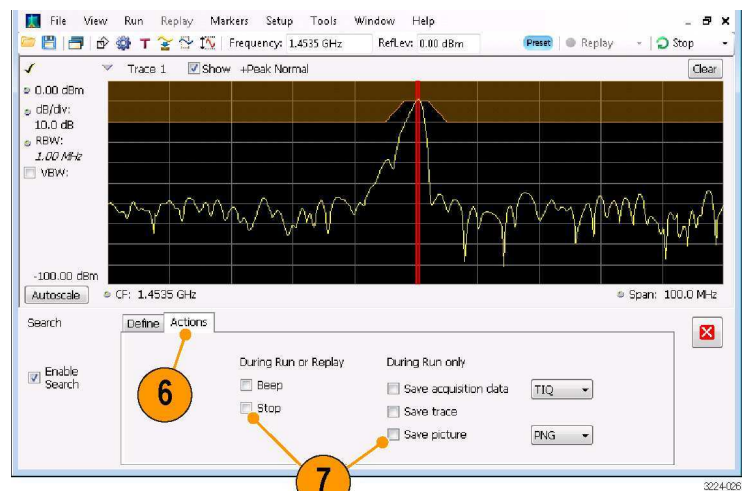 File View Run Replay Markers Setup Tools Window Help
T Frequency: 1.4535 GHz RefLev: 0.00 dBm Preset Replay Stop
Trace 1 Show +Peak Normal Clear
0.00 dBm
dB/div:
10.0 dB
RBW:
1.00 MHz
VBW:
-100.00 dBm
Autoscale CF: 1.4535 GHz Span: 100.0 MHz
Search Define Actions
During Run or Replay During Run only
Enable
Search
Beep Save acquisition data TIQ
Stop Save trace
Save picture PNG
6
7
3224-026